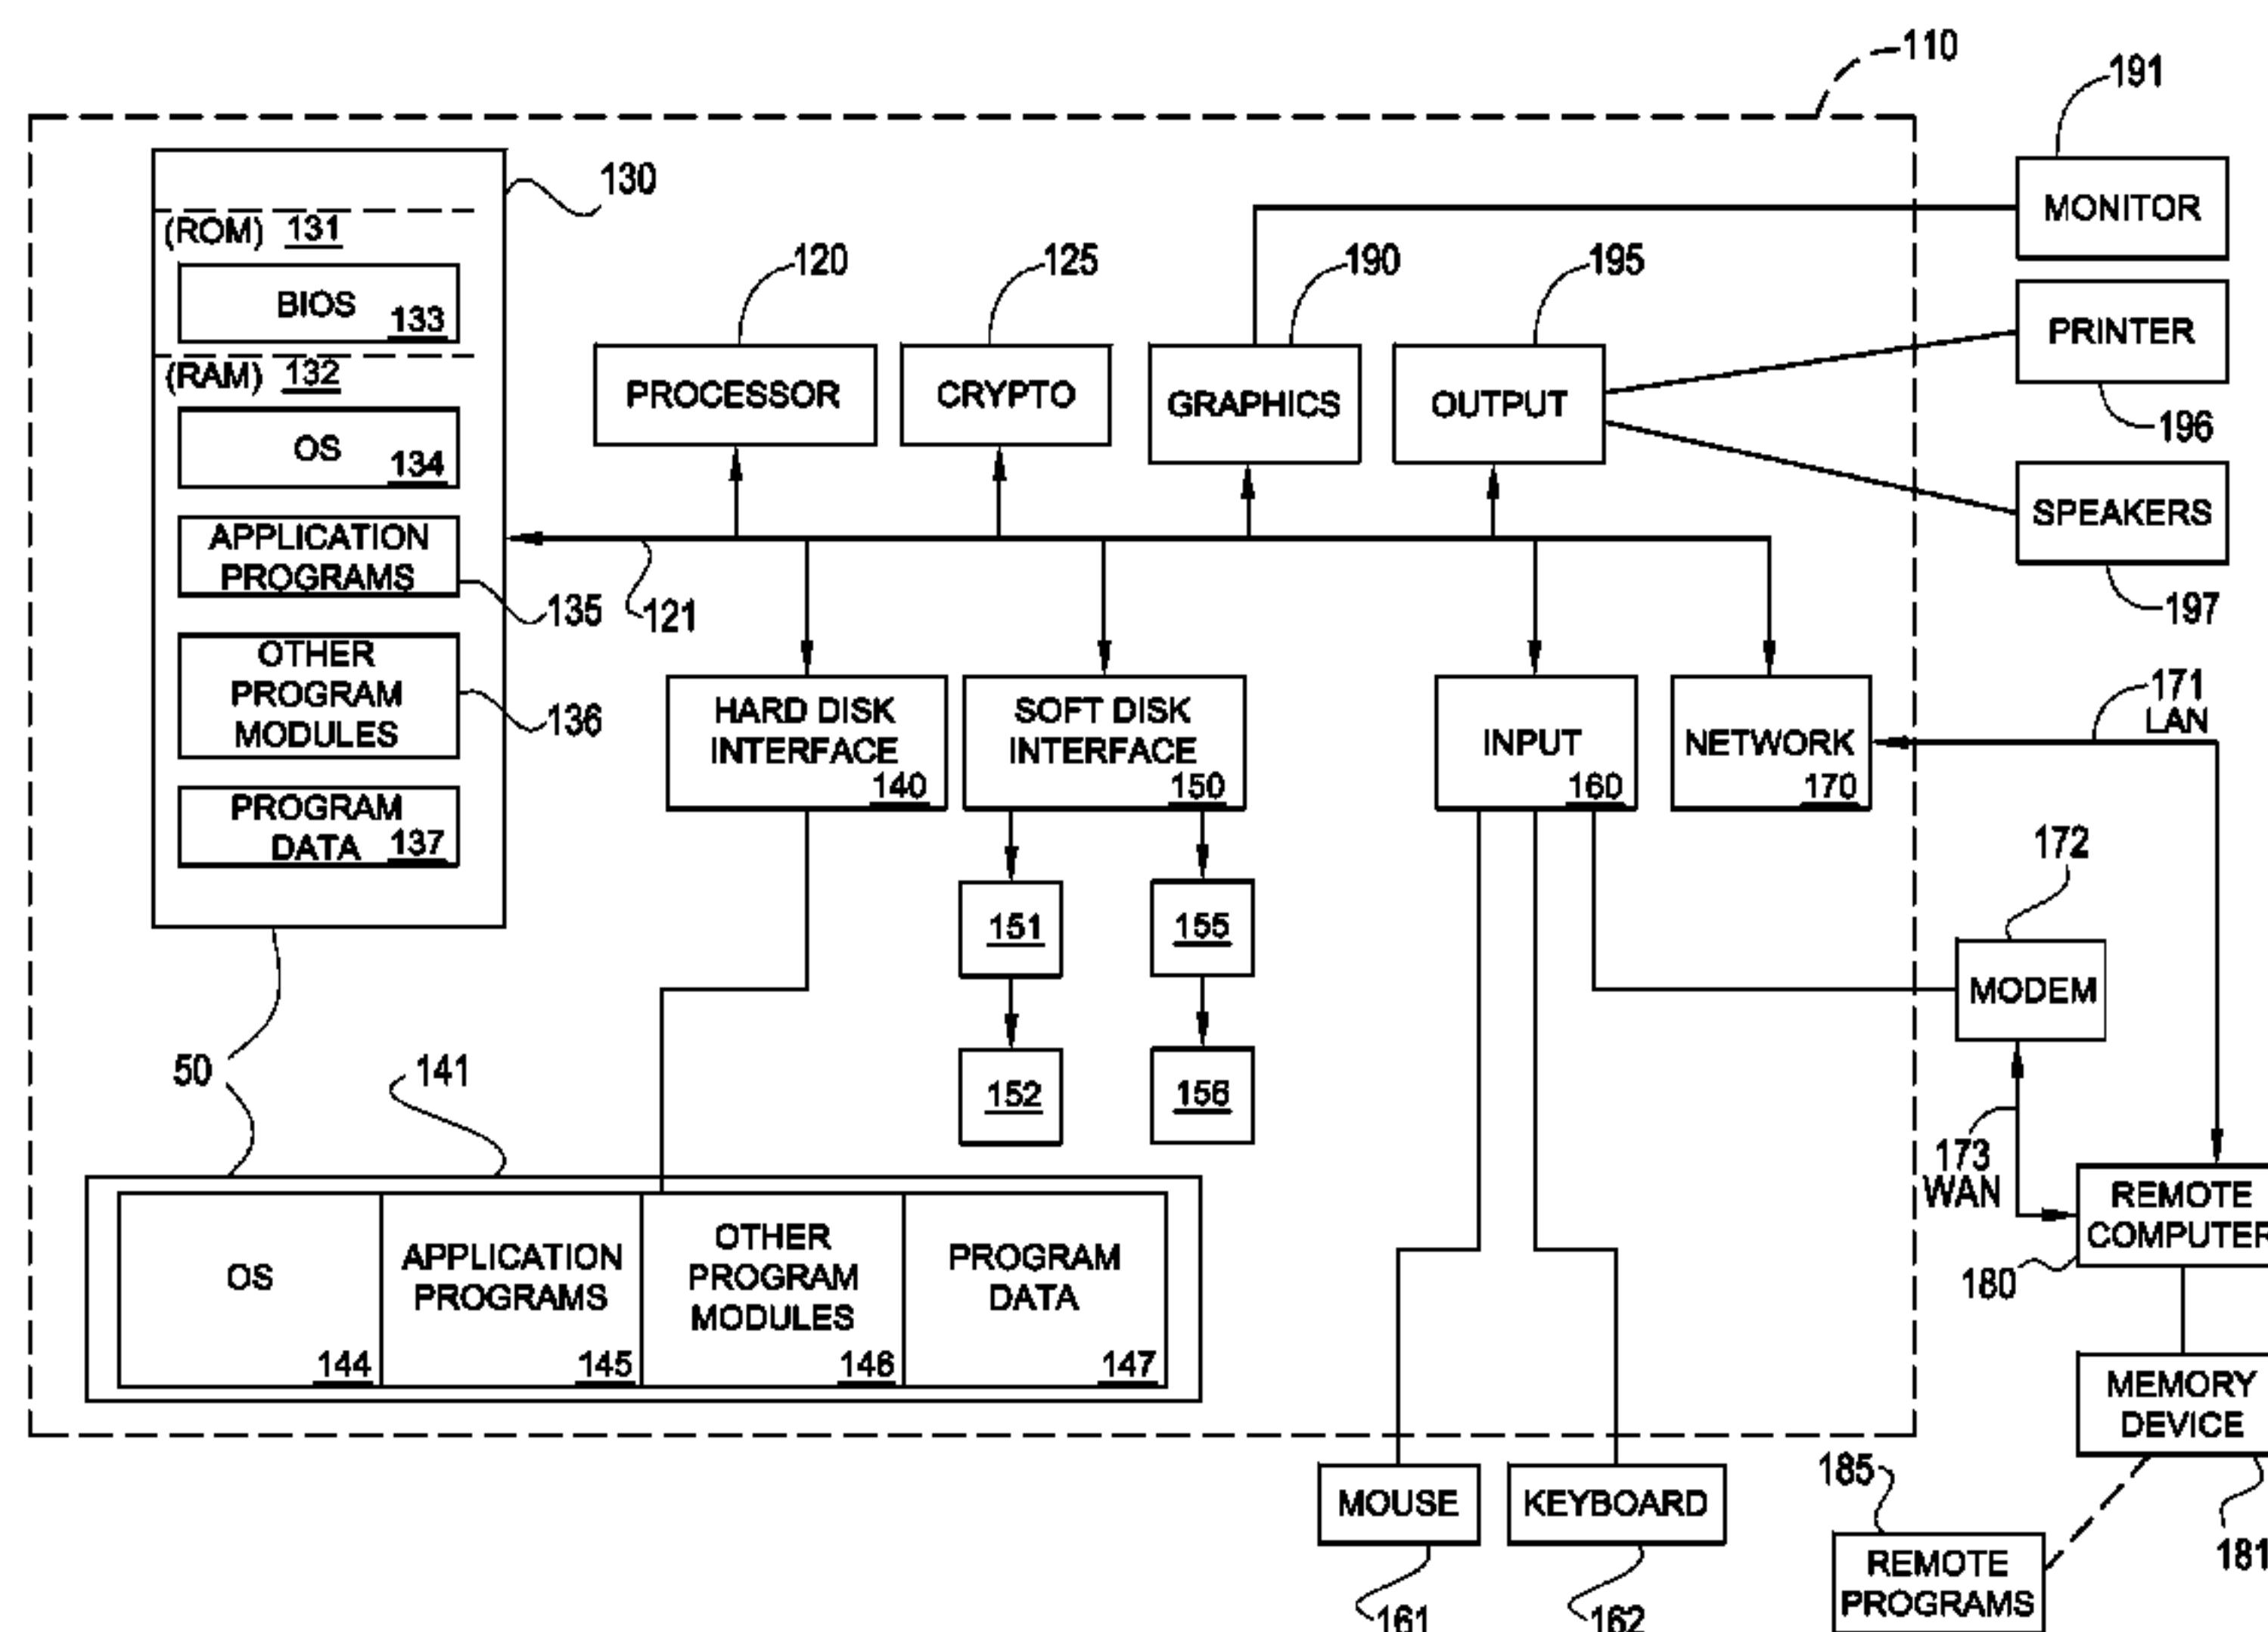 110
191
130
MONITOR
(ROM) 131
120
125
190
195
BIOS
133
PRINTER
(RAM) 132
PROCESSOR
CRYPTO
GRAPHICS
OUTPUT
196
OS
134
SPEAKERS
APPLICATION
PROGRAMS
135
121
197
OTHER
PROGRAM
MODULES
136
HARD DISK
INTERFACE
140
SOFT DISK
INTERFACE
150
INPUT
160
NETWORK
170
171
LAN
PROGRAM
DATA 137
172
151
155
MODEM
50
141
152
156
173
WAN
REMOTE
COMPUTER
180
OS
144
APPLICATION
PROGRAMS
145
OTHER
PROGRAM
MODULES
146
PROGRAM
DATA
147
MEMORY
DEVICE
185
MOUSE
KEYBOARD
181
REMOTE
PROGRAMS
161
162